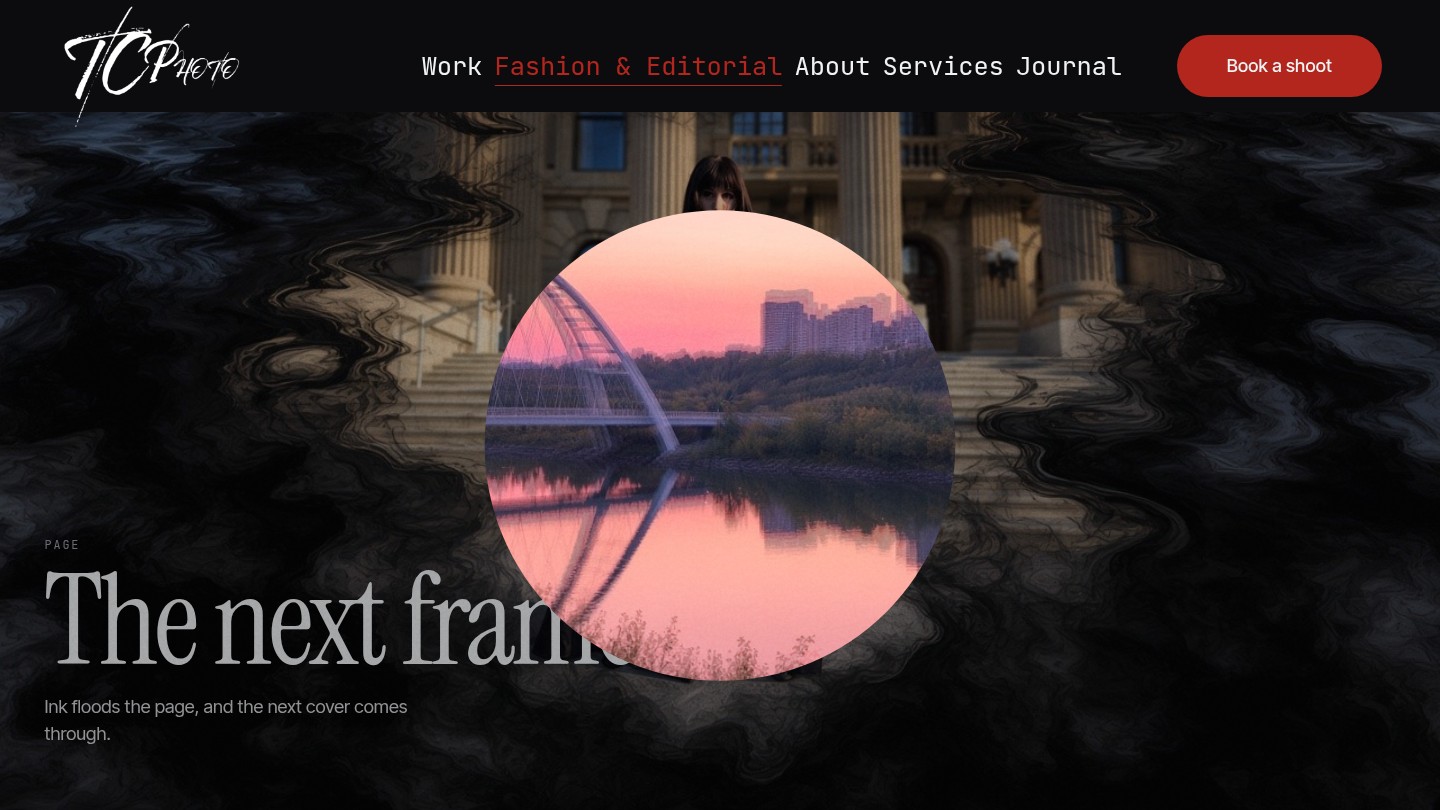 TCPHOTO
Work Fashion & Editorial About Services Journal
Book a shoot
PAGE
The next frame
Ink floods the page, and the next cover comes
through.